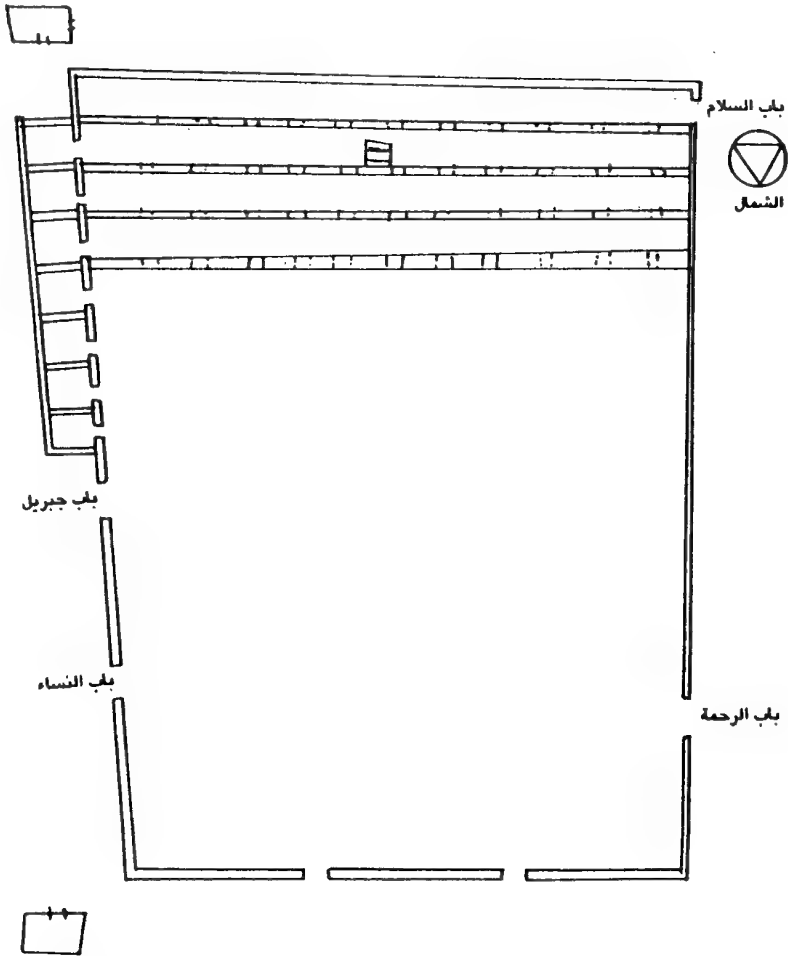 باب السلام
الشمال
باب جبريل
باب النساء
باب الرحمة